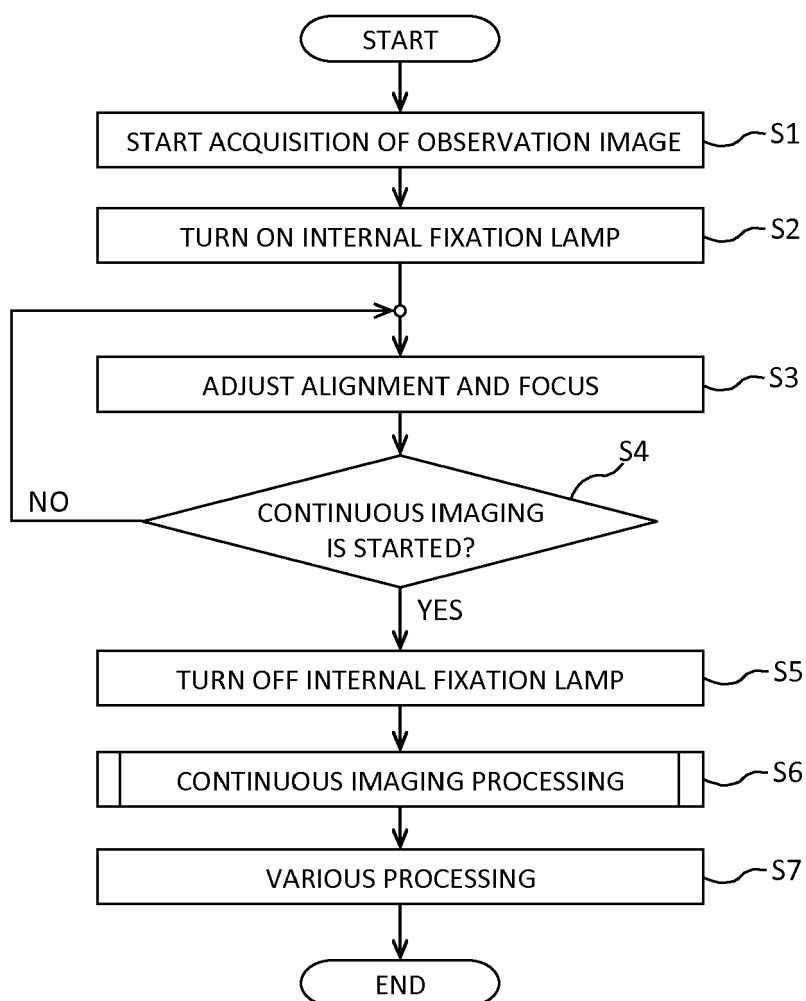 START
START ACQUISITION OF OBSERVATION IMAGE
S1
TURN ON INTERNAL FIXATION LAMP
S2
ADJUST ALIGNMENT AND FOCUS
S3
S4
NO
CONTINUOUS IMAGING
IS STARTED?
YES
TURN OFF INTERNAL FIXATION LAMP
S5
CONTINUOUS IMAGING PROCESSING
S6
VARIOUS PROCESSING
S7
END